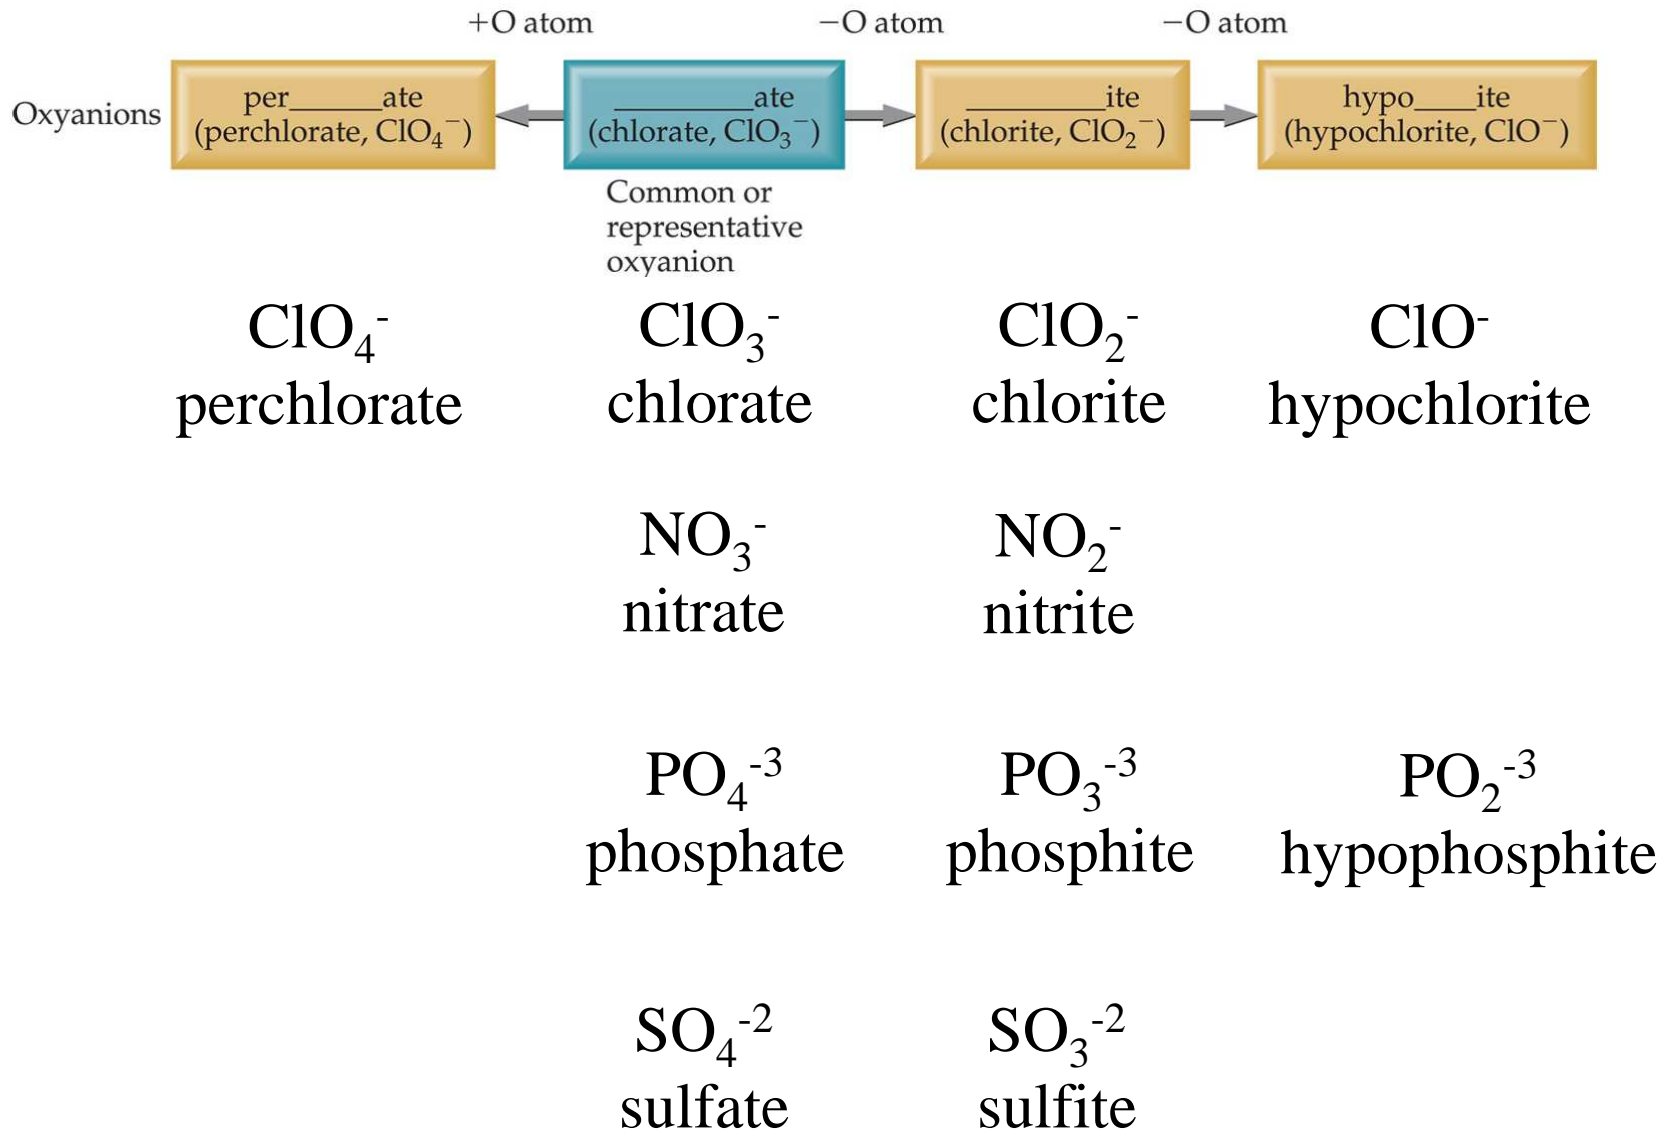 +O atom −O atom −O atom
Oxyanions
per______ate
(perchlorate, ClO₄⁻)
_________ate
(chlorate, ClO₃⁻)
_________ite
(chlorite, ClO₂⁻)
hypo____ite
(hypochlorite, ClO⁻)
Common or
representative
oxyanion
ClO₄⁻ ClO₃⁻ ClO₂⁻ ClO⁻
perchlorate chlorate chlorite hypochlorite
NO₃⁻ NO₂⁻
nitrate nitrite
PO₄⁻³ PO₃⁻³ PO₂⁻³
phosphate phosphite hypophosphite
SO₄⁻² SO₃⁻²
sulfate sulfite